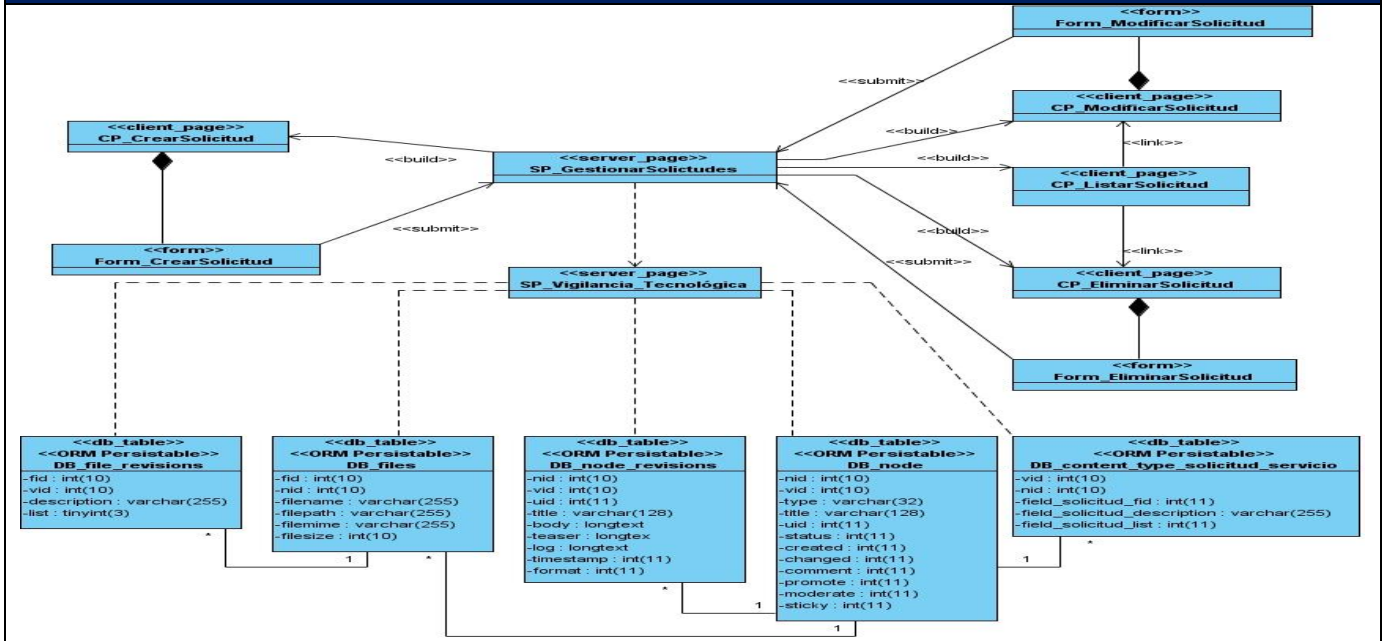 <<form>>
Form_ModificarSolicitud
<<submit>>
<<client_page>>
CP_ModificarSolicitud
<<client_page>>
CP_CrearSolicitud
<<build>>
<<build>>
<<link>>
<<build>>
<<server_page>>
SP_GestionarSolictudes
<<client_page>>
CP_ListarSolicitud
<<submit>>
<<build>>
<<link>>
<<submit>>
<<form>>
Form_CrearSolicitud
<<server_page>>
SP_Vigilancia_Tecnológica
<<client_page>>
CP_EliminarSolicitud
<<form>>
Form_EliminarSolicitud
<<db_table>>
<<ORM Persistable>>
DB_file_revisions
-fid : int(10)
-vid : int(10)
-description : varchar(255)
-list : tinyint(3)
<<db_table>>
<<ORM Persistable>>
DB_files
-fid : int(10)
-nid : int(10)
-filename : varchar(255)
-filepath : varchar(255)
-filemime : varchar(255)
-filesize : int(10)
<<db_table>>
<<ORM Persistable>>
DB_node_revisions
-nid : int(10)
-vid : int(10)
-uid : int(11)
-title : varchar(128)
-body : longtext
-teaser : longtex
-log : longtext
-timestamp : int(11)
-format : int(11)
<<db_table>>
<<ORM Persistable>>
DB_node
-nid : int(10)
-vid : int(10)
-type : varchar(32)
-title : varchar(128)
-uid : int(11)
-status : int(11)
-created : int(11)
-changed : int(11)
-comment : int(11)
-promote : int(11)
-moderate : int(11)
-sticky : int(11)
<<db_table>>
<<ORM Persistable>>
DB_content_type_solicitud_servicio
-vid : int(10)
-nid : int(10)
-field_solicitud_fid : int(11)
-field_solicitud_description : varchar(255)
-field_solicitud_list : int(11)
*
1
*
*
1
1
1
*